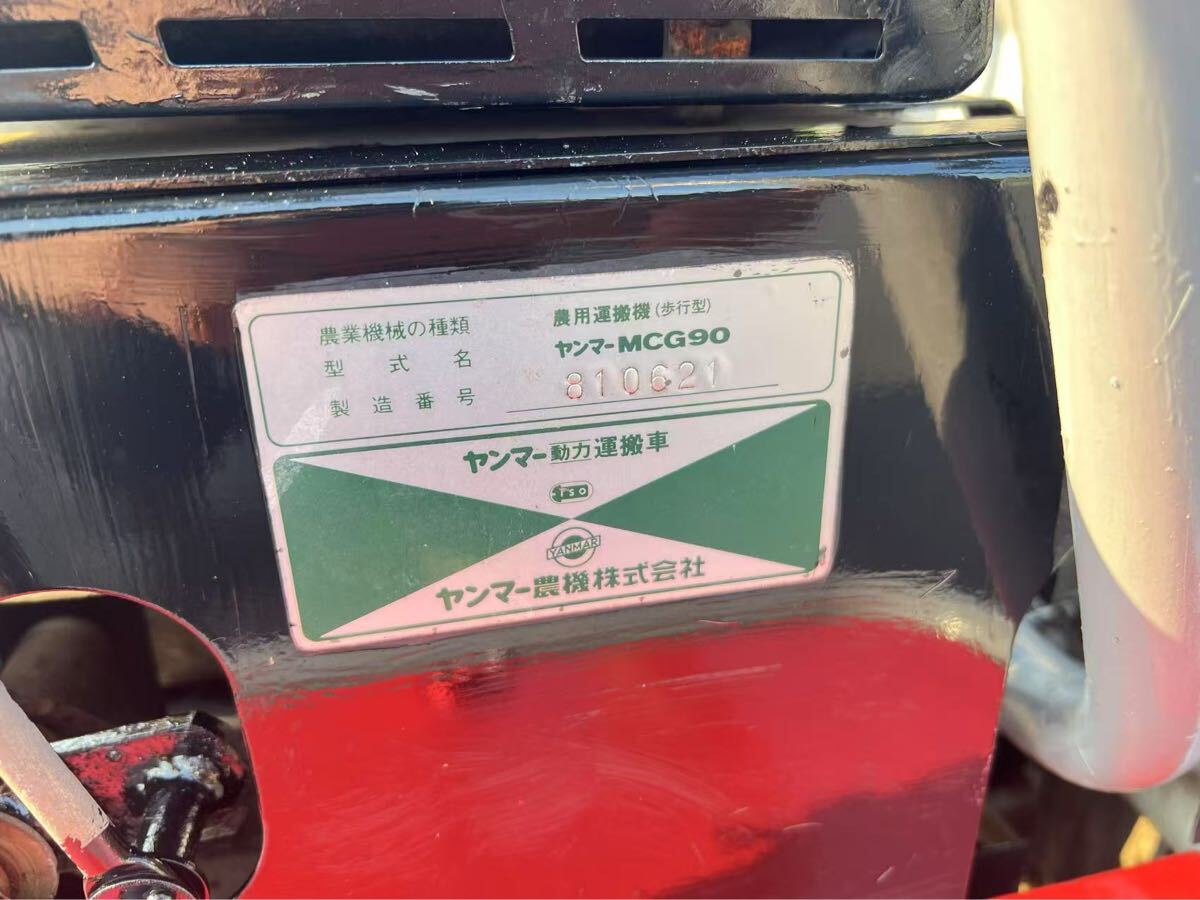 農業機械の種類 農用運搬機(歩行型)
型式名 ヤンマーMCG90
製造番号 810621
ヤンマー動力運搬車
YANMAR
ヤンマー農機株式会社